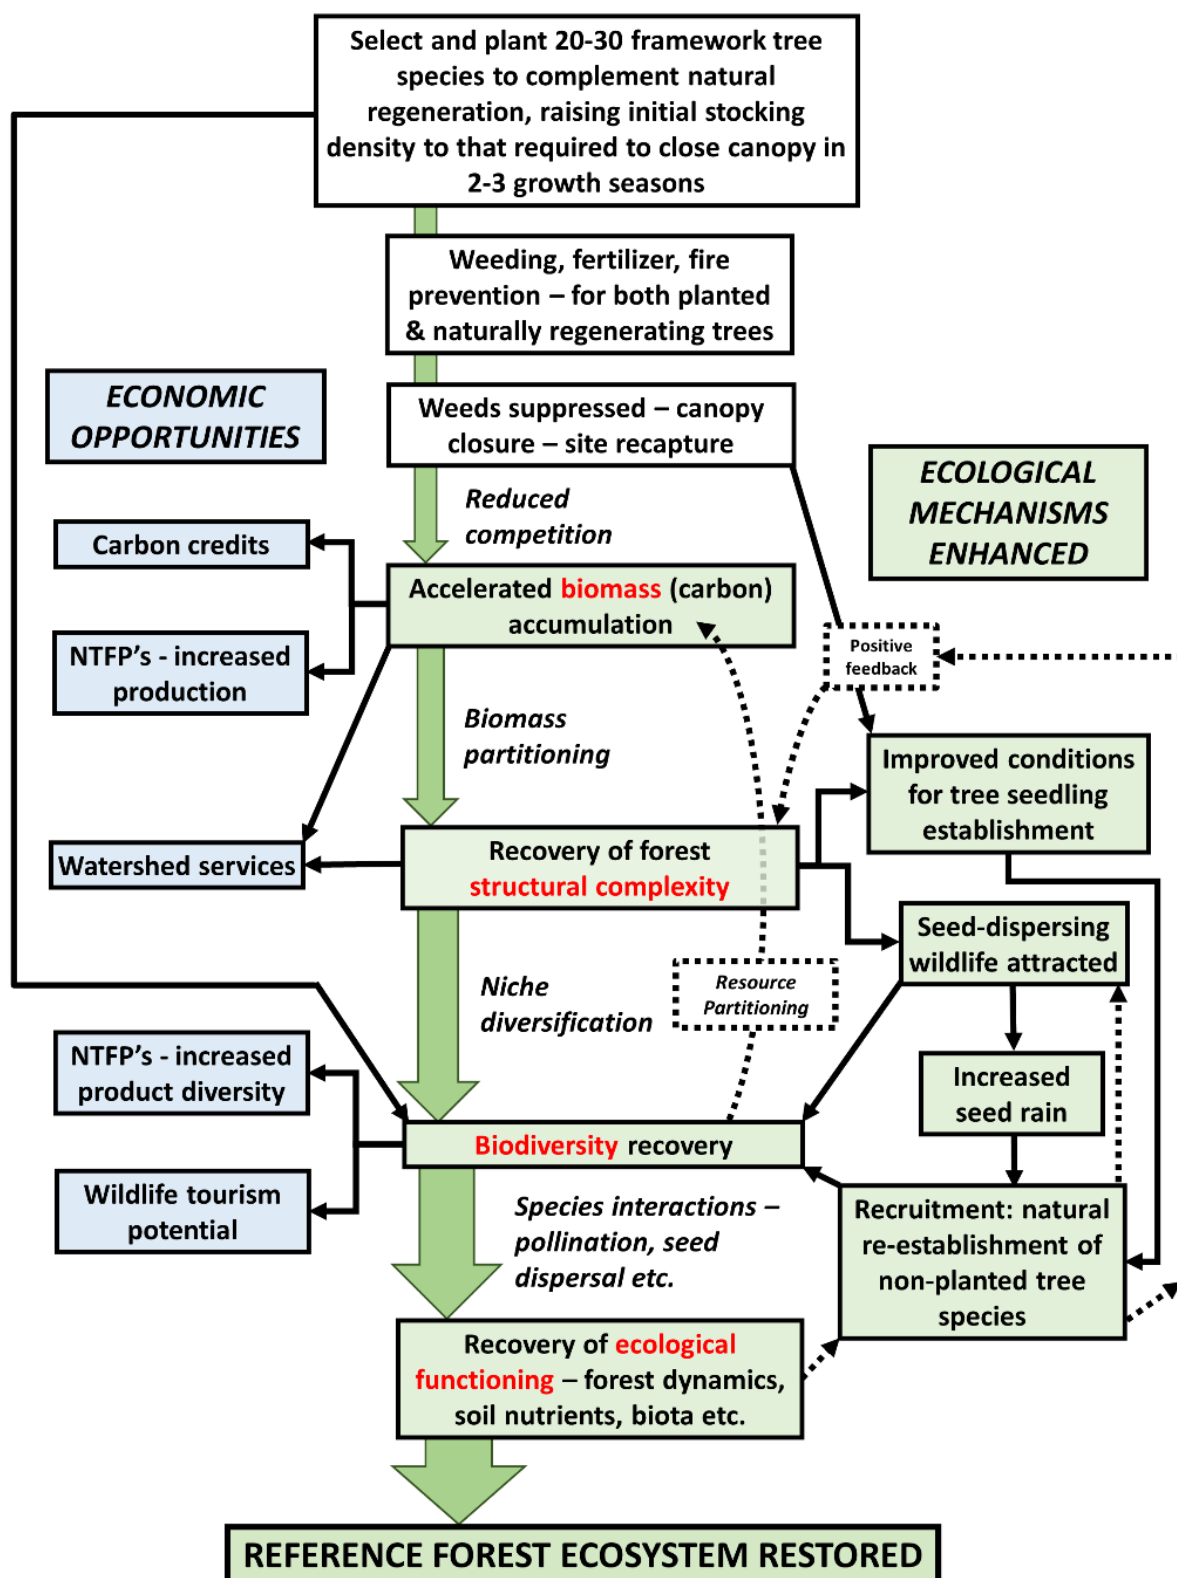 Select and plant 20-30 framework tree
species to complement natural
regeneration, raising initial stocking
density to that required to close canopy in
2-3 growth seasons
Weeding, fertilizer, fire
prevention – for both planted
& naturally regenerating trees
Weeds suppressed – canopy
closure – site recapture
ECONOMIC
OPPORTUNITIES
ECOLOGICAL
MECHANISMS
ENHANCED
Reduced
competition
Carbon credits
Accelerated biomass (carbon)
accumulation
NTFP's - increased
production
Positive
feedback
Biomass
partitioning
Improved conditions
for tree seedling
establishment
Watershed services
Recovery of forest
structural complexity
Seed-dispersing
wildlife attracted
Niche
diversification
Resource
Partitioning
NTFP's - increased
product diversity
Increased
seed rain
Biodiversity recovery
Wildlife tourism
potential
Species interactions –
pollination, seed
dispersal etc.
Recruitment: natural
re-establishment of
non-planted tree
species
Recovery of ecological
functioning – forest dynamics,
soil nutrients, biota etc.
REFERENCE FOREST ECOSYSTEM RESTORED